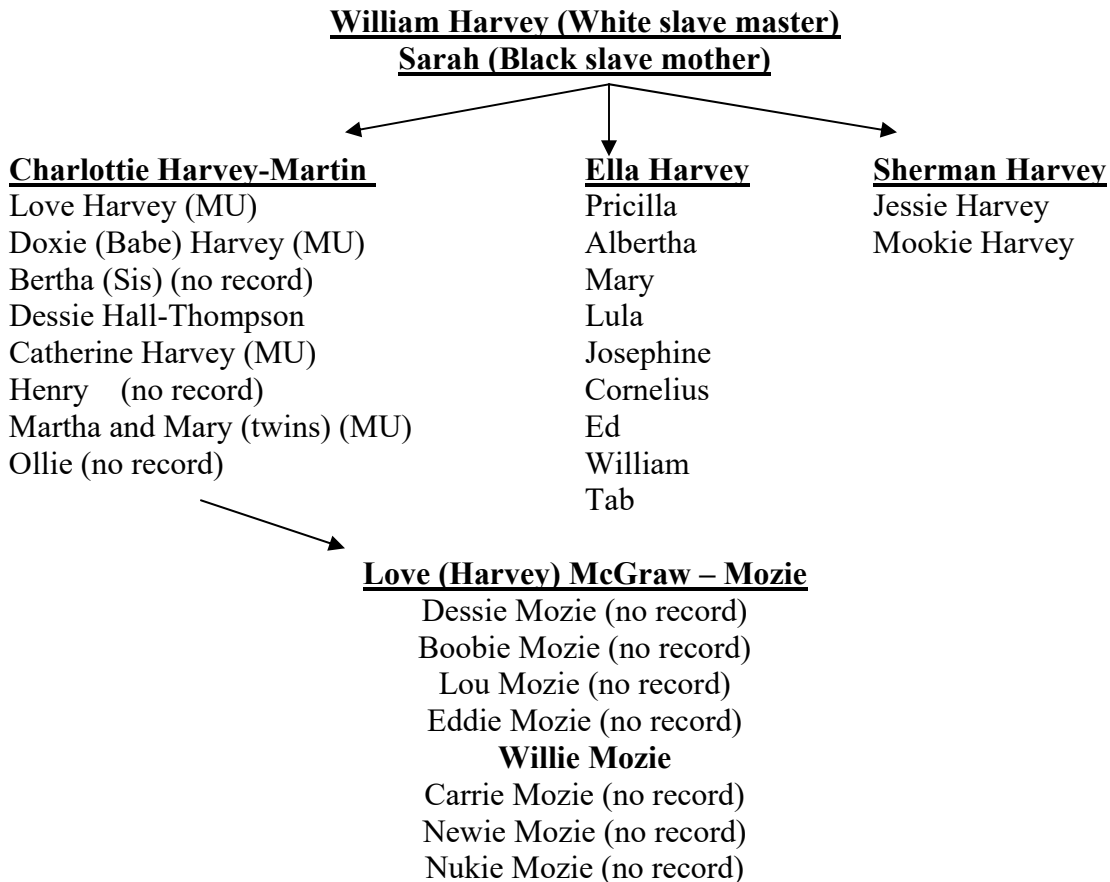 William Harvey (White slave master)
Sarah (Black slave mother)
Charlottie Harvey-Martin
Love Harvey (MU)
Doxie (Babe) Harvey (MU)
Bertha (Sis) (no record)
Dessie Hall-Thompson
Catherine Harvey (MU)
Henry (no record)
Martha and Mary (twins) (MU)
Ollie (no record)
Ella Harvey
Pricilla
Albertha
Mary
Lula
Josephine
Cornelius
Ed
William
Tab
Sherman Harvey
Jessie Harvey
Mookie Harvey
Love (Harvey) McGraw – Mozie
Dessie Mozie (no record)
Boobie Mozie (no record)
Lou Mozie (no record)
Eddie Mozie (no record)
Willie Mozie
Carrie Mozie (no record)
Newie Mozie (no record)
Nukie Mozie (no record)